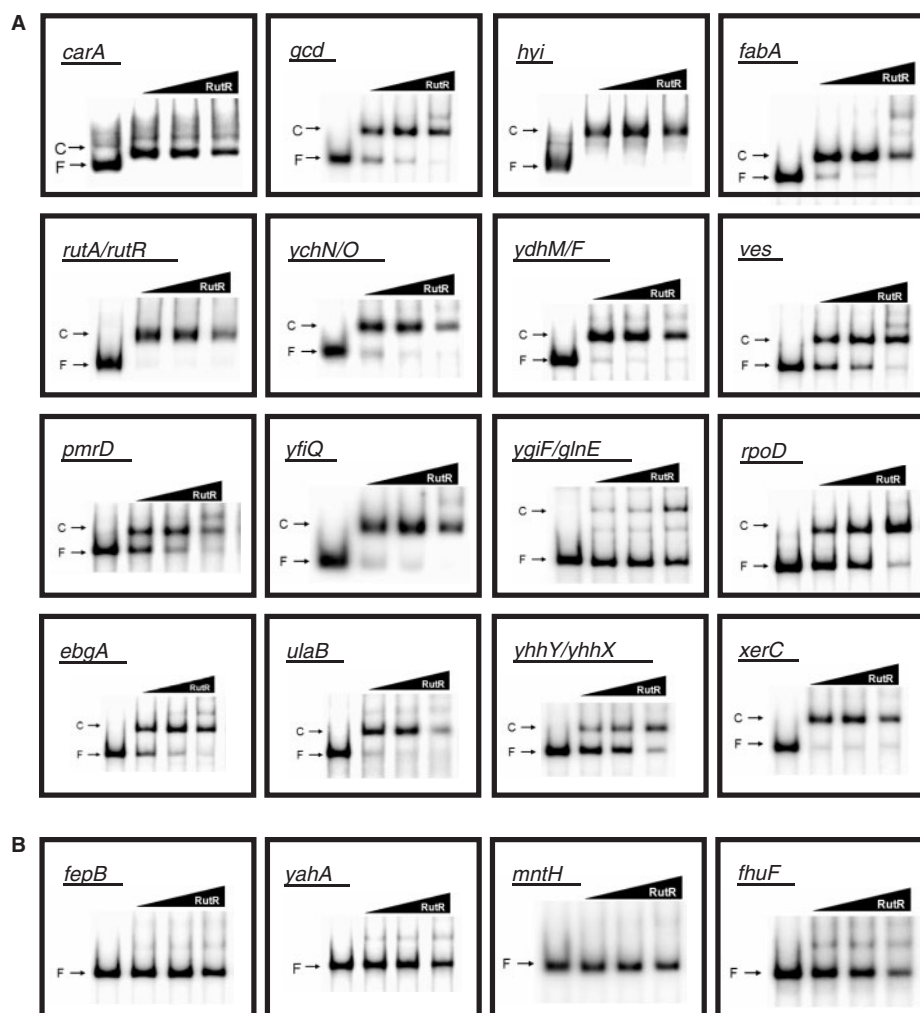 A
carA
RutR
C
F
gcd
RutR
C
F
hyi
RutR
C
F
fabA
RutR
C
F
rutA/rutR
RutR
C
F
ychN/O
RutR
C
F
ydhM/F
RutR
C
F
ves
RutR
C
F
pmrD
RutR
C
F
yfiQ
RutR
C
F
ygiF/glnE
RutR
C
F
rpoD
RutR
C
F
ebgA
RutR
C
F
ulaB
RutR
C
F
yhhY/yhhX
RutR
C
F
xerC
RutR
C
F
B
fepB
RutR
F
yahA
RutR
F
mntH
RutR
F
fhuF
RutR
F